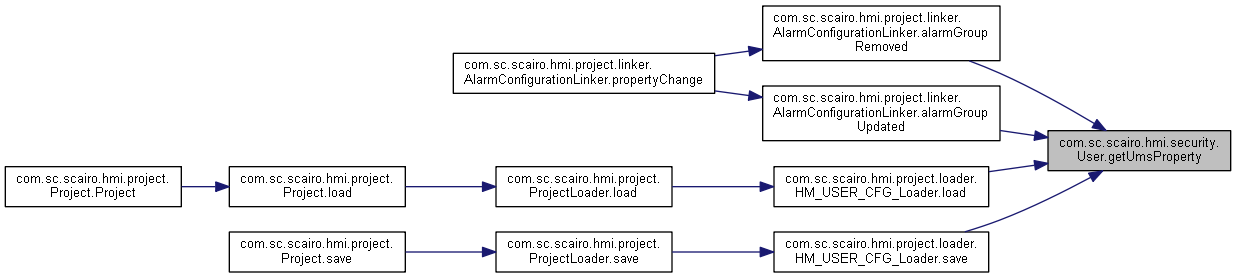 com.sc.scairo.hmi.project.linker.
AlarmConfigurationLinker.alarmGroup
Removed
com.sc.scairo.hmi.project.linker.
AlarmConfigurationLinker.propertyChange
com.sc.scairo.hmi.project.linker.
AlarmConfigurationLinker.alarmGroup
Updated
com.sc.scairo.hmi.security.
User.getUmsProperty
com.sc.scairo.hmi.project.
Project.Project
com.sc.scairo.hmi.project.
Project.load
com.sc.scairo.hmi.project.
ProjectLoader.load
com.sc.scairo.hmi.project.loader.
HM_USER_CFG_Loader.load
com.sc.scairo.hmi.project.
Project.save
com.sc.scairo.hmi.project.
ProjectLoader.save
com.sc.scairo.hmi.project.loader.
HM_USER_CFG_Loader.save